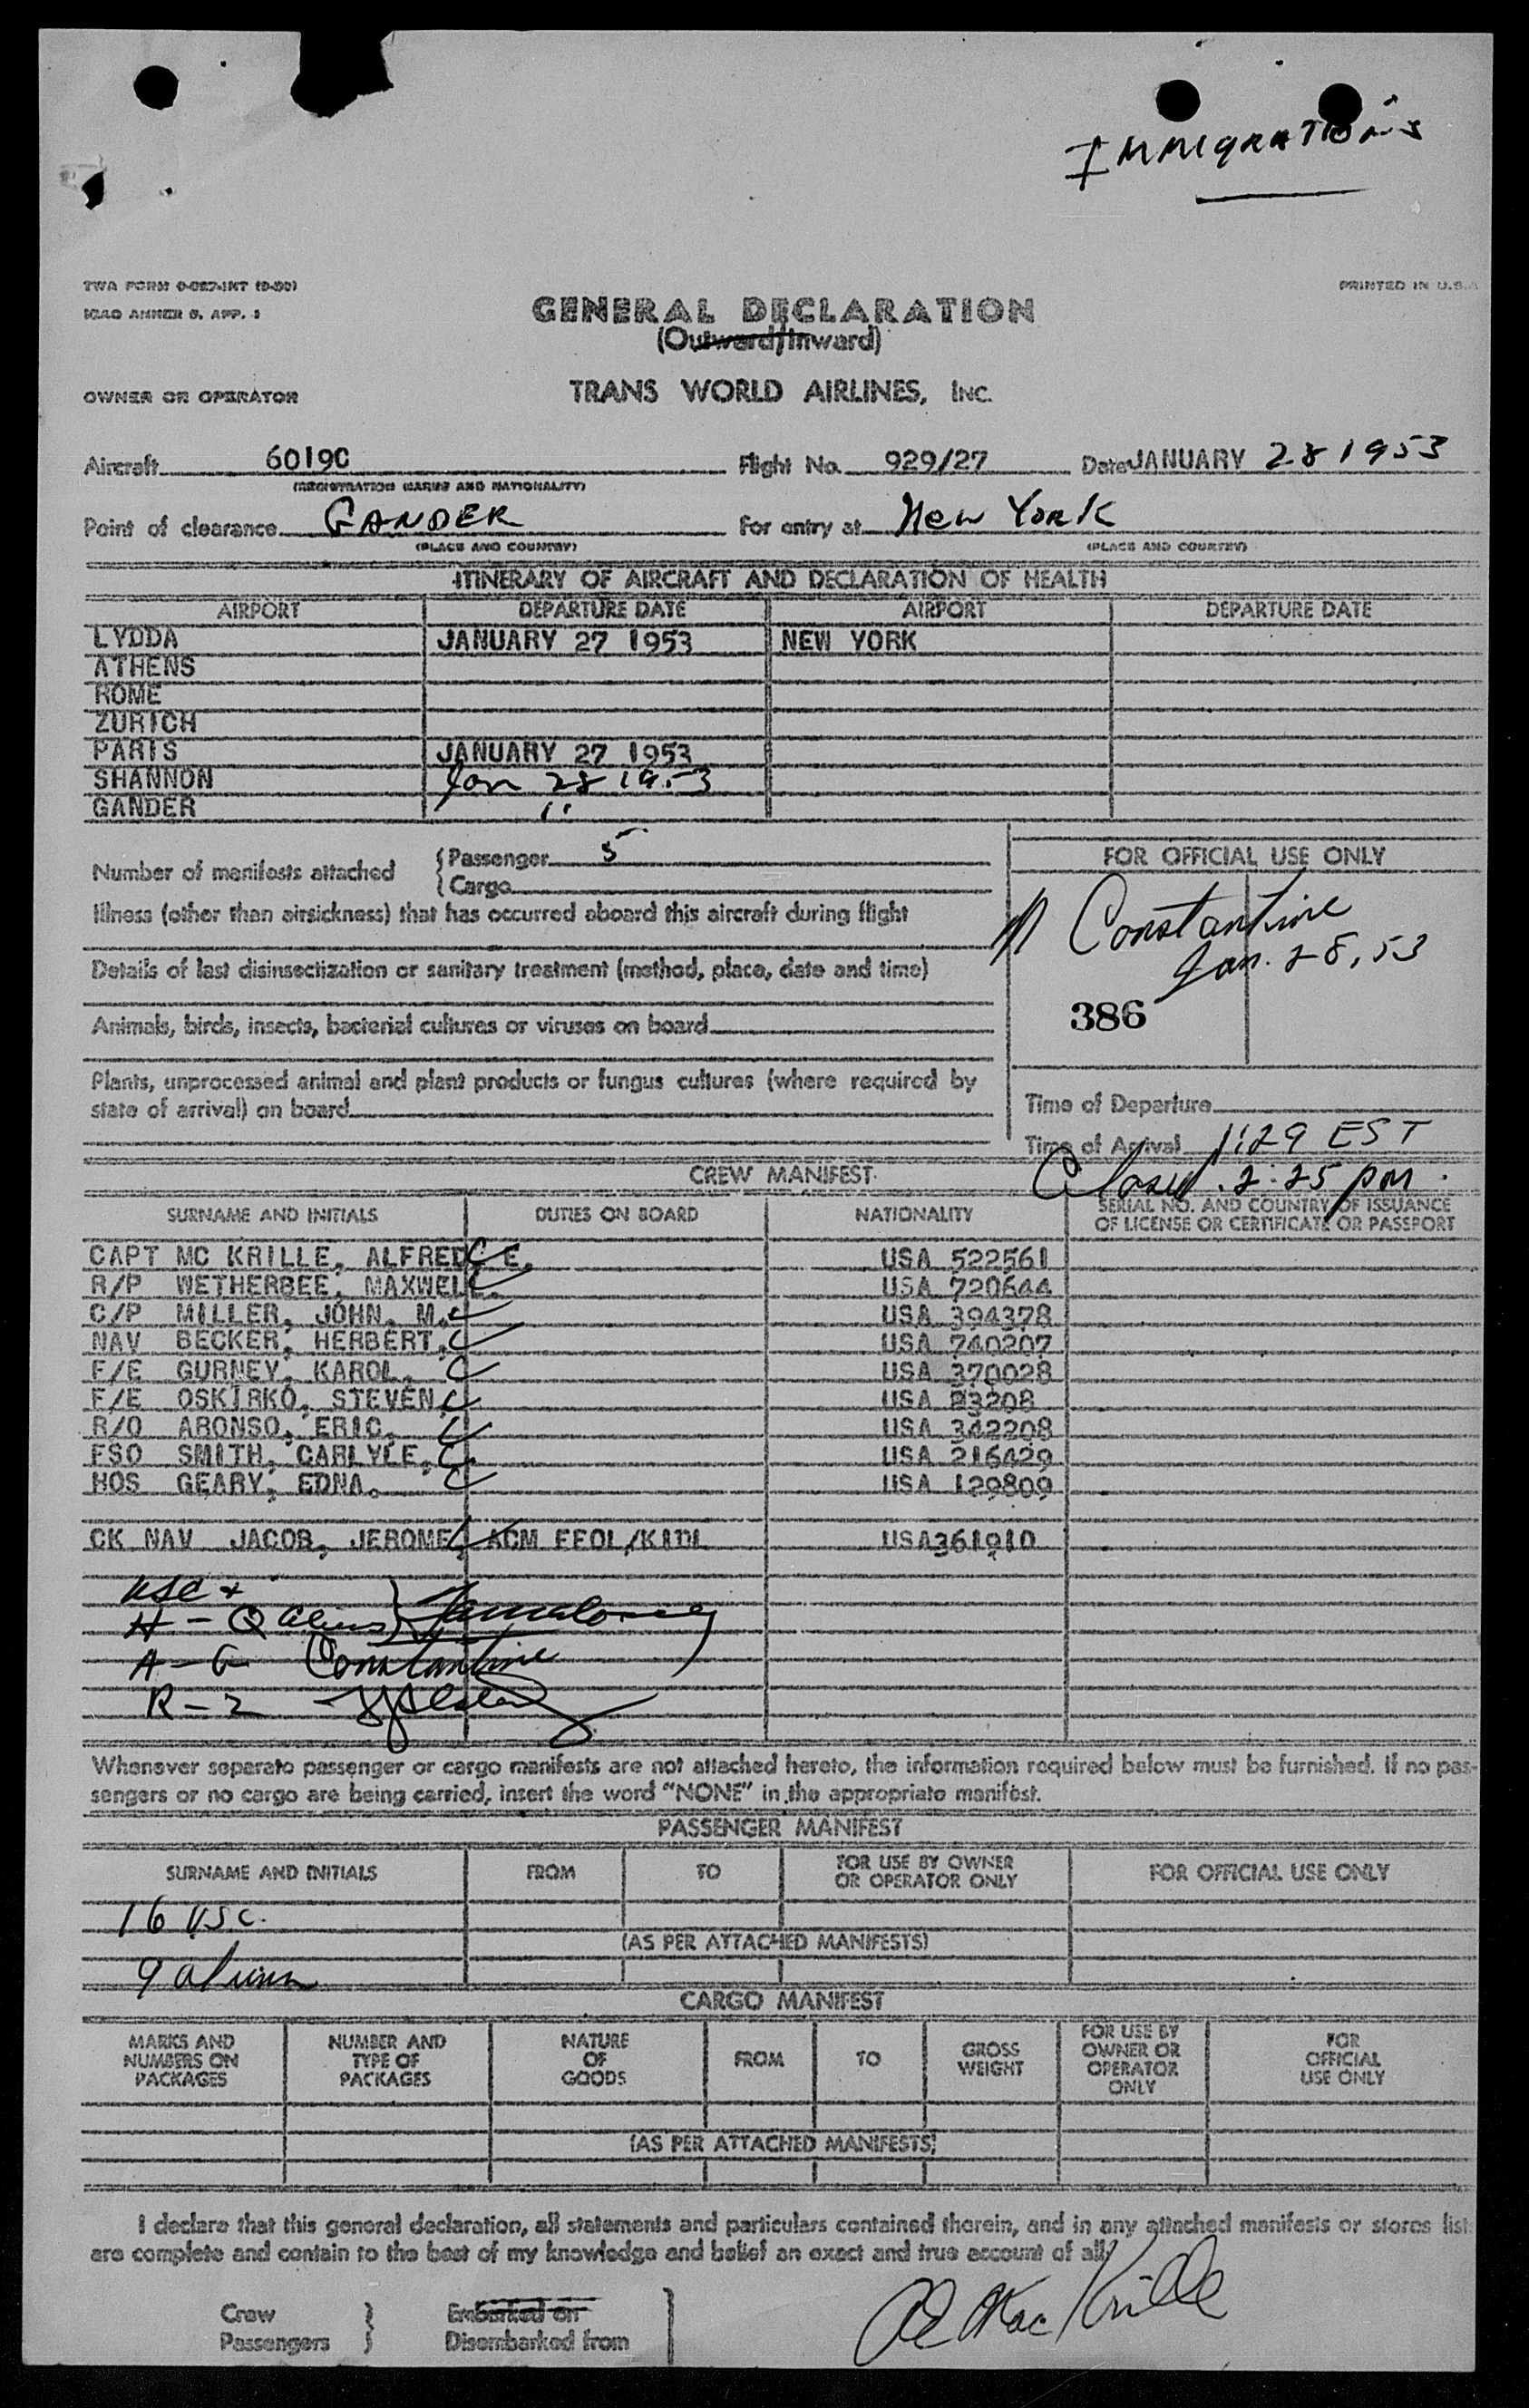 IMMIGRATIONS
TWA FORM 0-027-INT (9-50)
PRINTED IN U.S.A
ICAO ANNEX 9, APP. 1
GENERAL DECLARATION
(Outward/Inward)
OWNER OR OPERATOR
TRANS WORLD AIRLINES, INC.
Aircraft 6019C Flight No. 929/27 Date JANUARY 28 1953
(REGISTRATION MARKS AND NATIONALITY)
Point of clearance GANDER For entry at New York
(PLACE AND COUNTRY) (PLACE AND COUNTRY)
ITINERARY OF AIRCRAFT AND DECLARATION OF HEALTH
AIRPORT DEPARTURE DATE AIRPORT DEPARTURE DATE
LYDDA JANUARY 27 1953 NEW YORK
ATHENS
ROME
ZURICH
PARIS JANUARY 27 1953
SHANNON Jan 28 1953
GANDER "
Number of manifests attached { Passenger 5
{ Cargo
FOR OFFICIAL USE ONLY
Illness (other than airsickness) that has occurred aboard this aircraft during flight
Constantine
Jan. 28, 53
Details of last disinsectization or sanitary treatment (method, place, date and time)
386
Animals, birds, insects, bacterial cultures or viruses on board
Plants, unprocessed animal and plant products or fungus cultures (where required by
state of arrival) on board
Time of Departure
Time of Arrival 1:29 EST
Closed 2:25 pm.
CREW MANIFEST
SURNAME AND INITIALS DUTIES ON BOARD NATIONALITY SERIAL NO. AND COUNTRY OF ISSUANCE
OF LICENSE OR CERTIFICATE OR PASSPORT
CAPT MC KRILLE, ALFRED E. USA 522561
R/P WETHERBEE, MAXWELL. USA 720644
C/P MILLER, JOHN M. USA 394378
NAV BECKER, HERBERT. USA 740207
F/E GURNEY, KAROL. USA 370028
F/E OSKIRKO, STEVEN. USA 23208
R/O ARONSO, ERIC. USA 342208
FSO SMITH, CARLYLE. USA 216429
HOS GEARY, EDNA. USA 129809
CK NAV JACOB, JEROME, ACM FFOL/KIDL USA361910
USC +
H - Q aliens }
A - G Constantine
R - Z
Whenever separate passenger or cargo manifests are not attached hereto, the information required below must be furnished. If no pas-
sengers or no cargo are being carried, insert the word "NONE" in the appropriate manifest.
PASSENGER MANIFEST
SURNAME AND INITIALS FROM TO FOR USE BY OWNER OR OPERATOR ONLY FOR OFFICIAL USE ONLY
16 USC.
(AS PER ATTACHED MANIFESTS)
9 aliens
CARGO MANIFEST
MARKS AND NUMBERS ON PACKAGES NUMBER AND TYPE OF PACKAGES NATURE OF GOODS FROM TO GROSS WEIGHT FOR USE BY OWNER OR OPERATOR ONLY FOR OFFICIAL USE ONLY
(AS PER ATTACHED MANIFESTS)
I declare that this general declaration, all statements and particulars contained therein, and in any attached manifests or stores list
are complete and contain to the best of my knowledge and belief an exact and true account of all
Crew } Embarked on ]
Passengers } Disembarked from ]
AE MacKrille